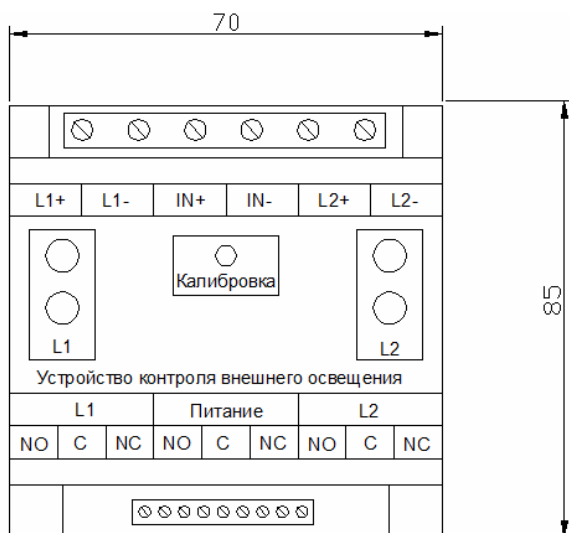 70
85
L1+ L1- IN+ IN- L2+ L2-
Калибровка
L1 L2
Устройство контроля внешнего освещения
L1 Питание L2
NO C NC NO C NC NO C NC